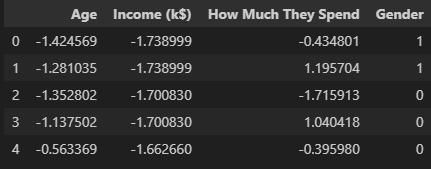 Age Income (k$) How Much They Spend Gender
0 -1.424569 -1.738999 -0.434801 1
1 -1.281035 -1.738999 1.195704 1
2 -1.352802 -1.700830 -1.715913 0
3 -1.137502 -1.700830 1.040418 0
4 -0.563369 -1.662660 -0.395980 0